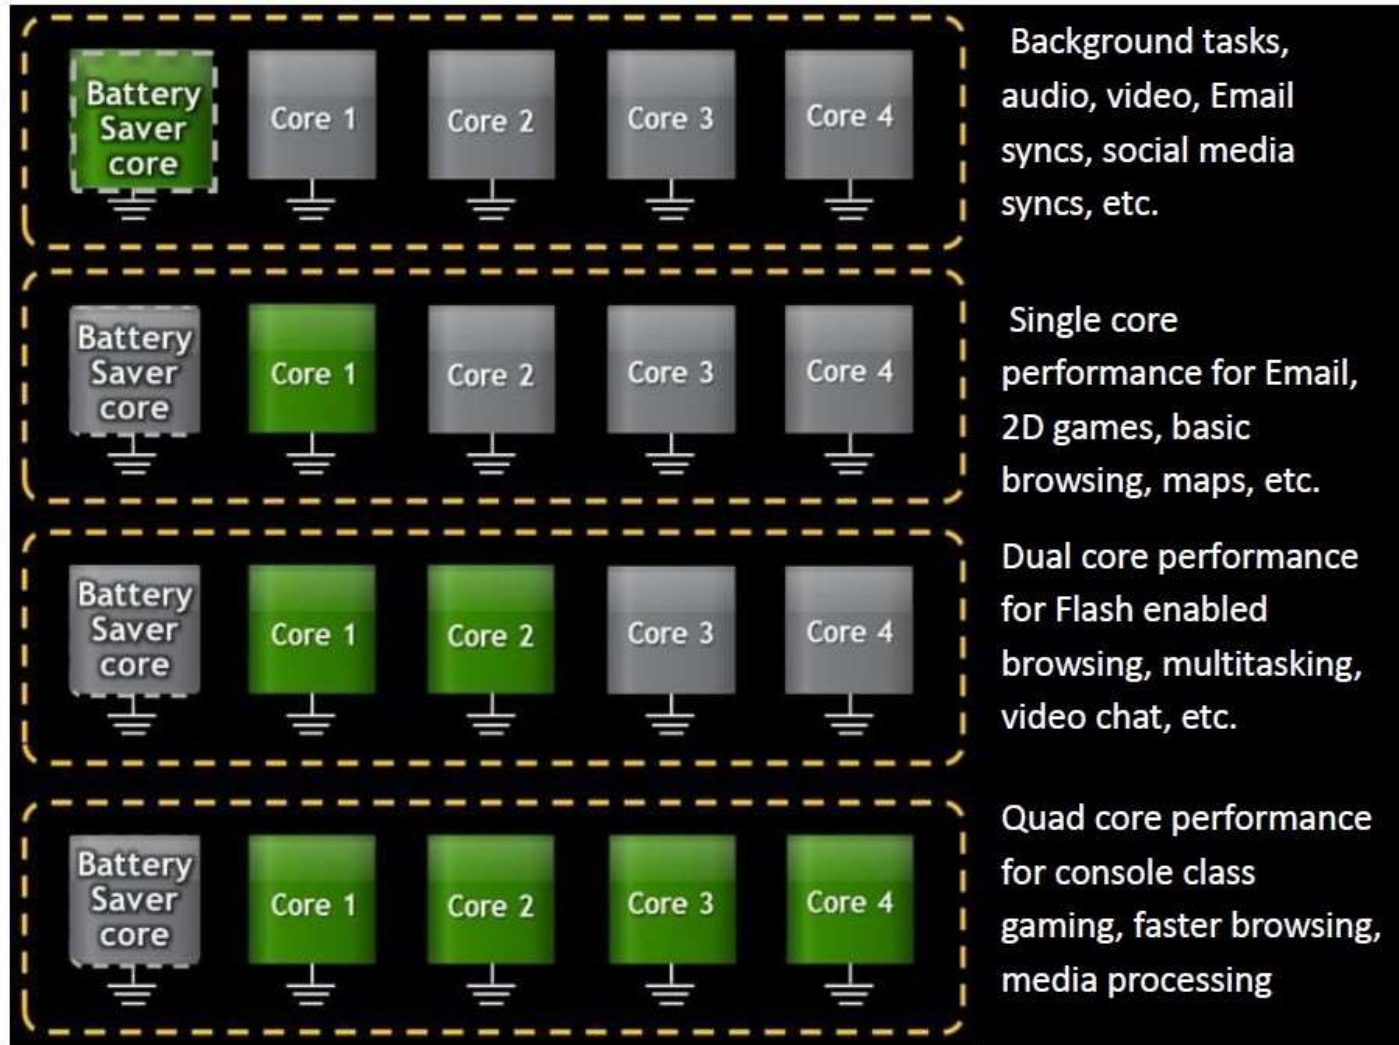 Battery
Saver
core
Core 1
Core 2
Core 3
Core 4
Background tasks,
audio, video, Email
syncs, social media
syncs, etc.
Battery
Saver
core
Core 1
Core 2
Core 3
Core 4
Single core
performance for Email,
2D games, basic
browsing, maps, etc.
Battery
Saver
core
Core 1
Core 2
Core 3
Core 4
Dual core performance
for Flash enabled
browsing, multitasking,
video chat, etc.
Battery
Saver
core
Core 1
Core 2
Core 3
Core 4
Quad core performance
for console class
gaming, faster browsing,
media processing